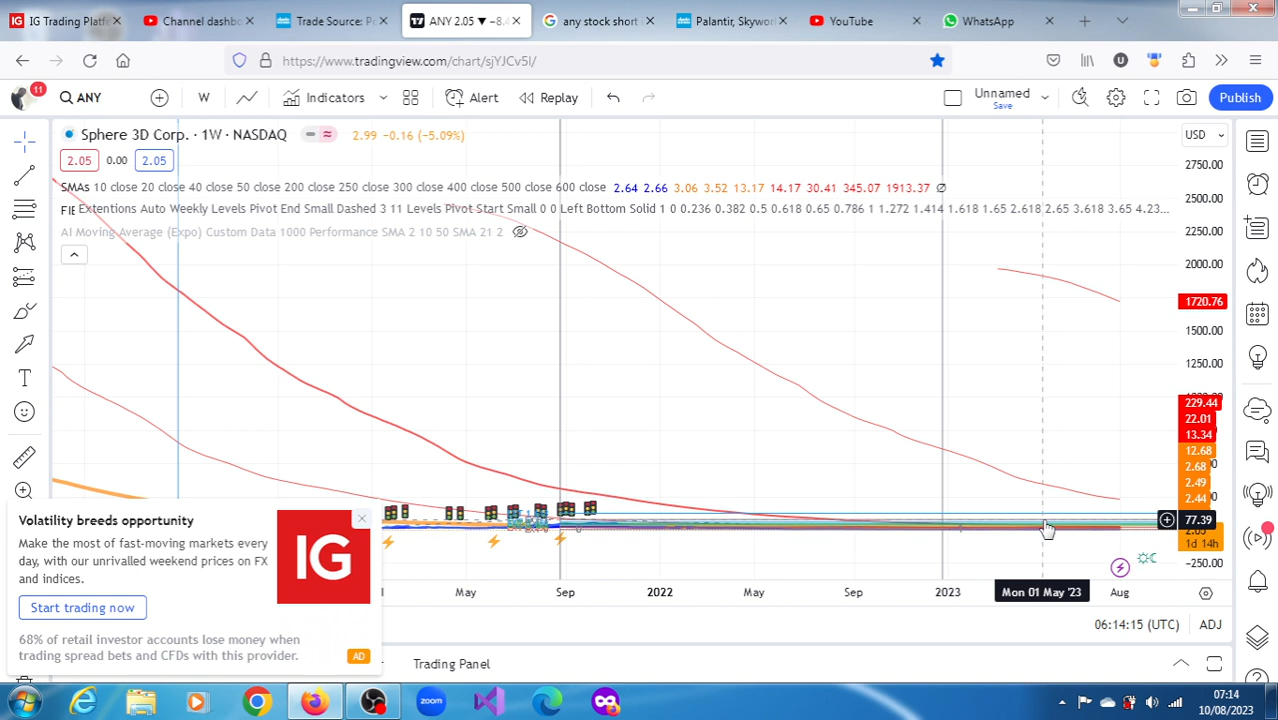 IG Trading Platf
Channel dashbo
Trade Source: P
ANY 2.05 ▼ −8.4
any stock short i
Palantir, Skywor
YouTube
WhatsApp
https://www.tradingview.com/chart/sjYJCv5I/
11
ANY
W
Indicators
Alert
Replay
Unnamed
Save
Publish
Sphere 3D Corp. · 1W · NASDAQ
2.99 −0.16 (−5.09%)
USD
2.05
0.00
2.05
SMAs 10 close 20 close 40 close 50 close 200 close 250 close 300 close 400 close 500 close 600 close
2.64 2.66 3.06 3.52 13.17 14.17 30.41 345.07 1913.37 ∅
Extentions Auto Weekly Levels Pivot End Small Dashed 3 11 Levels Pivot Start Small 0 0 Left Bottom Solid 1 0 0.236 0.382 0.5 0.618 0.65 0.786 1 1.272 1.414 1.618 1.65 2.618 2.65 3.618 3.65 4.23...
AI Moving Average (Expo) Custom Data 1000 Performance SMA 2 10 50 SMA 21 2
2750.00
2500.00
2250.00
2000.00
1720.76
1500.00
1250.00
229.44
22.01
13.34
12.68
2.68
2.49
2.44
77.39
1d 14h
−250.00
Volatility breeds opportunity
Make the most of fast-moving markets every
day, with our unrivalled weekend prices on FX
and indices.
IG
Start trading now
68% of retail investor accounts lose money when
trading spread bets and CFDs with this provider.
AD
May
Sep
2022
May
Sep
2023
Mon 01 May '23
Aug
06:14:15 (UTC)
ADJ
Trading Panel
zoom
07:14
10/08/2023